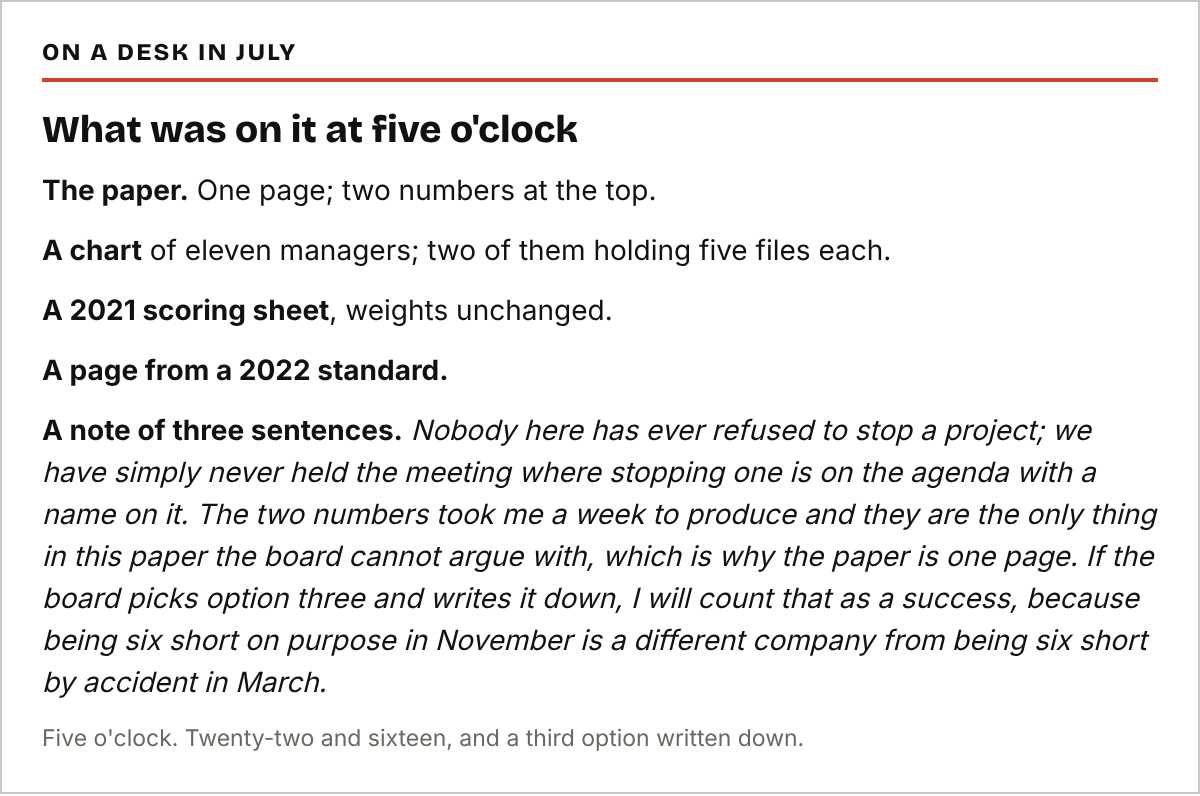 ON A DESK IN JULY
What was on it at five o'clock
The paper. One page; two numbers at the top.
A chart of eleven managers; two of them holding five files each.
A 2021 scoring sheet, weights unchanged.
A page from a 2022 standard.
A note of three sentences. Nobody here has ever refused to stop a project; we
have simply never held the meeting where stopping one is on the agenda with a
name on it. The two numbers took me a week to produce and they are the only thing
in this paper the board cannot argue with, which is why the paper is one page. If the
board picks option three and writes it down, I will count that as a success, because
being six short on purpose in November is a different company from being six short
by accident in March.
Five o'clock. Twenty-two and sixteen, and a third option written down.